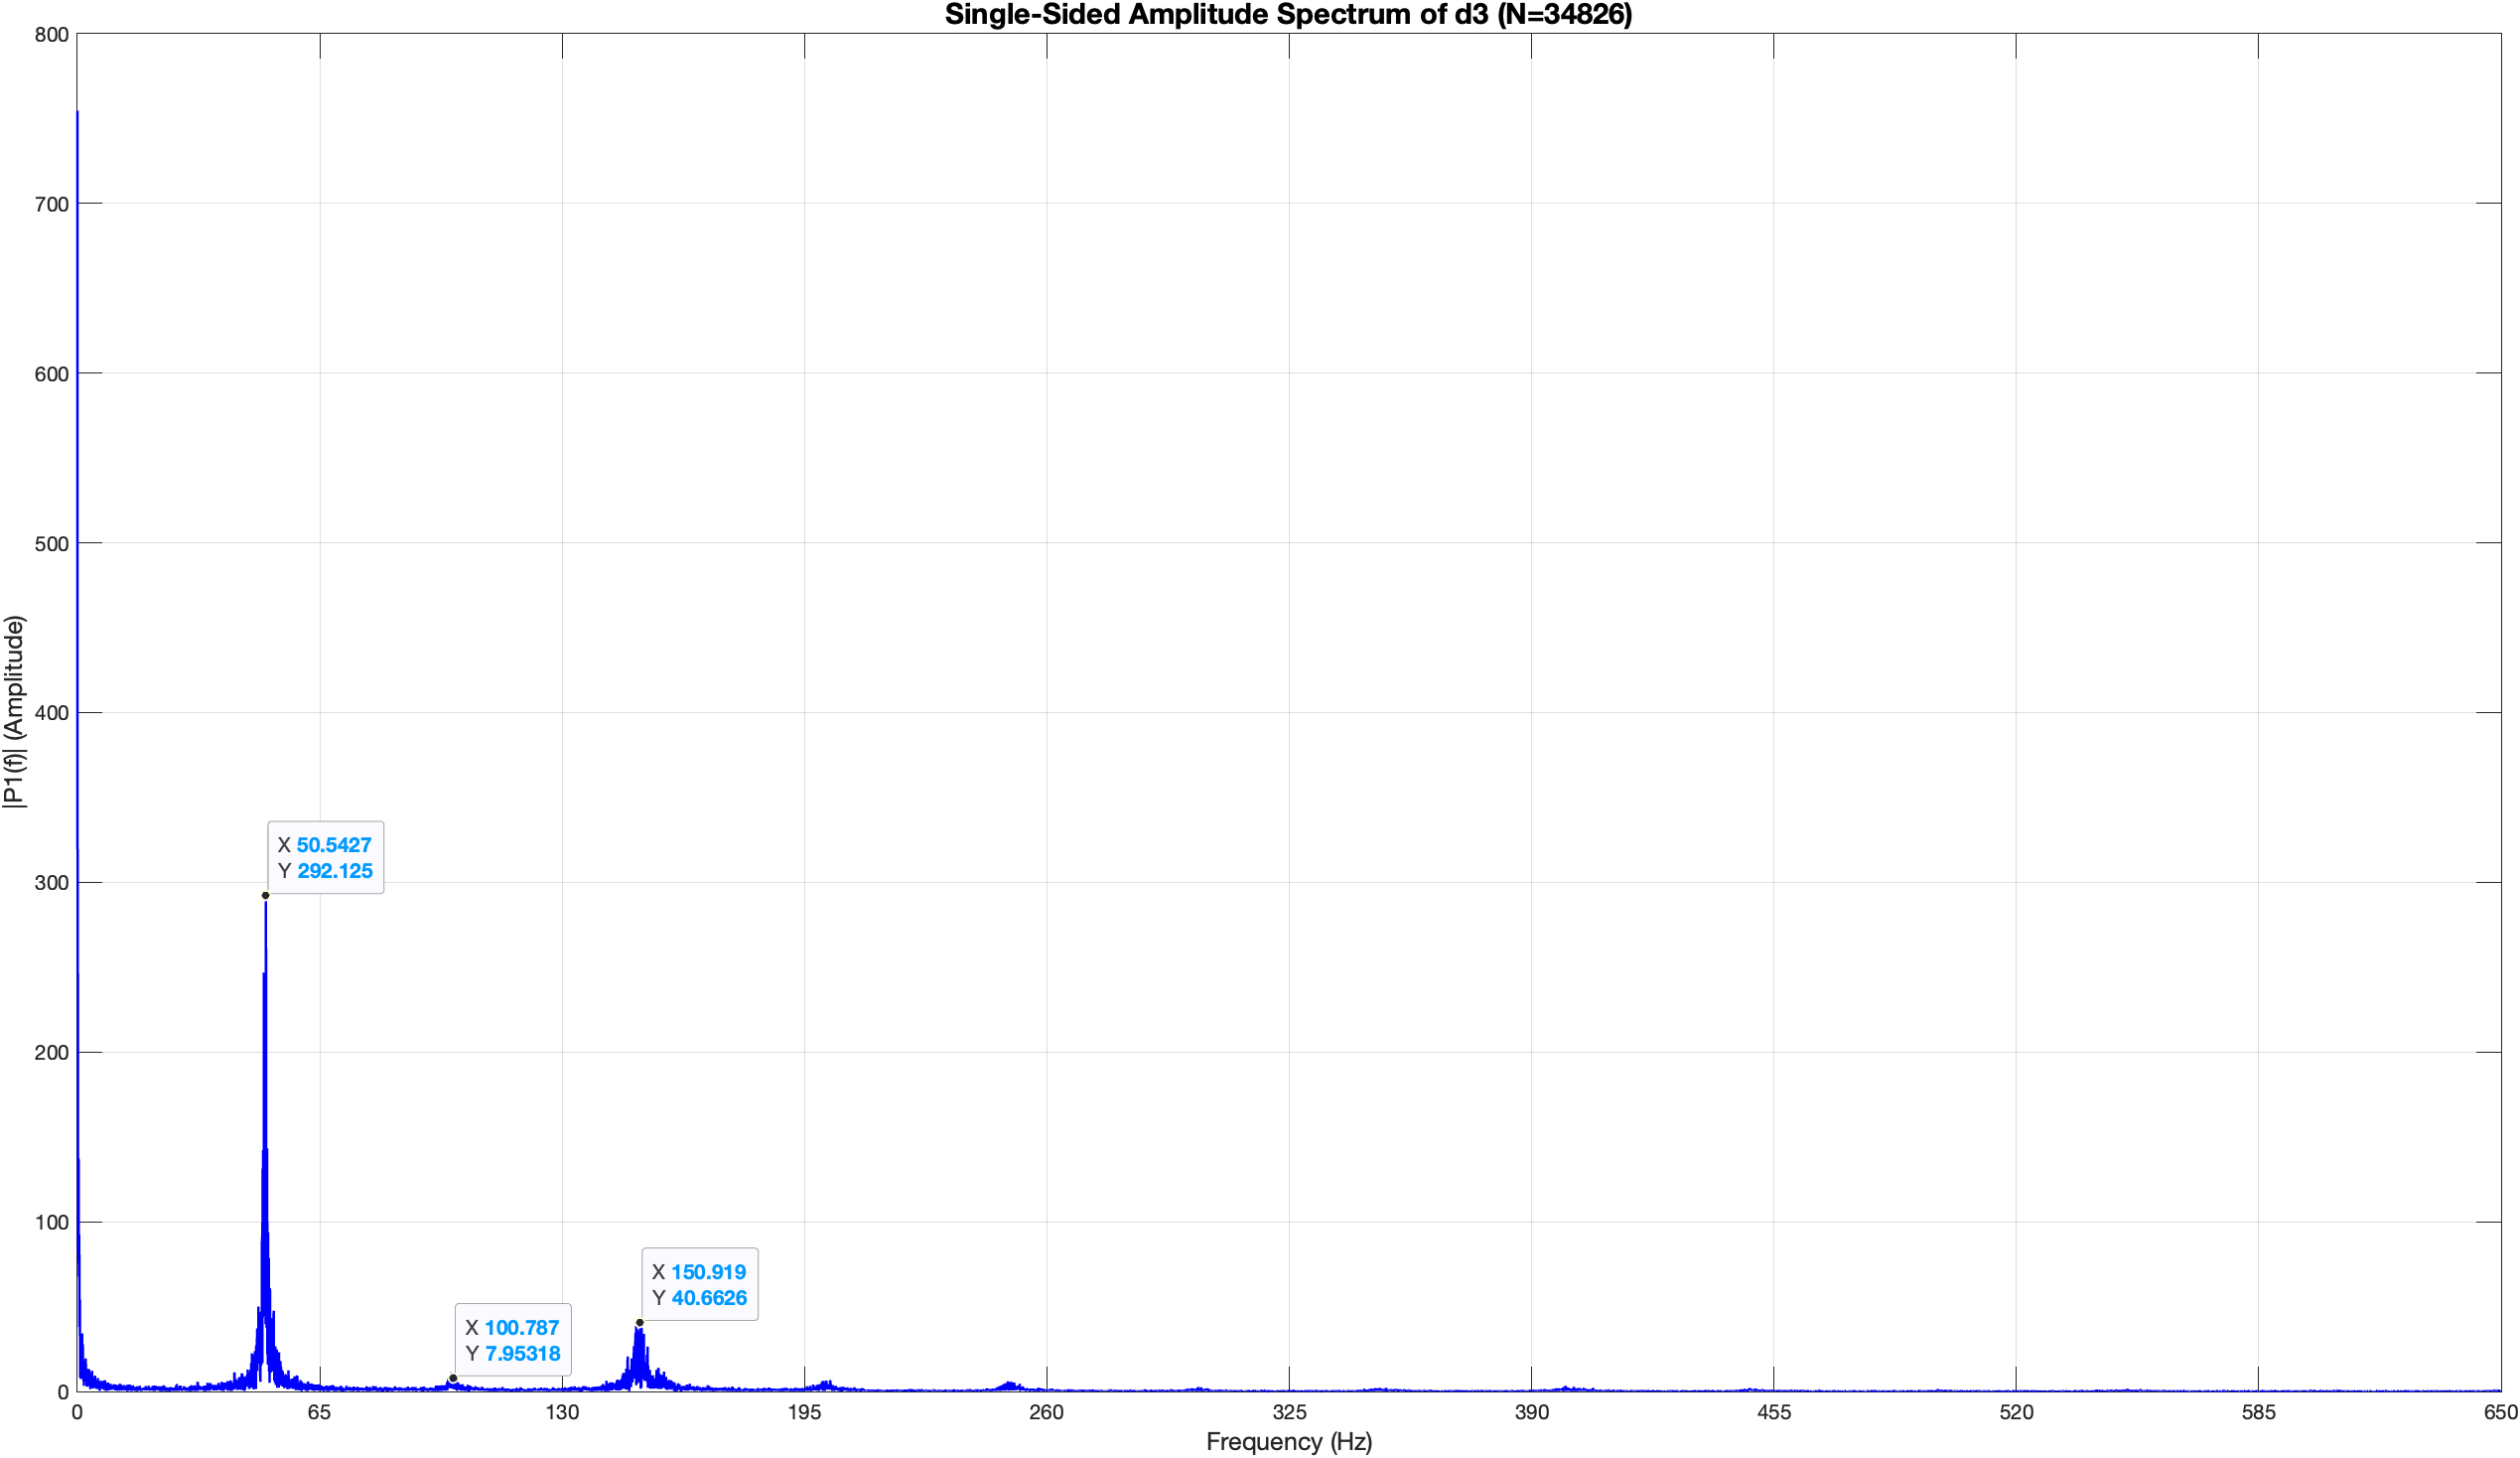 Single-Sided Amplitude Spectrum of d3 (N=34826)
|P1(f)| (Amplitude)
800
700
600
500
400
300
200
100
0
X 50.5427
Y 292.125
X 150.919
Y 40.6626
X 100.787
Y 7.95318
0 65 130 195 260 325 390 455 520 585 650
Frequency (Hz)